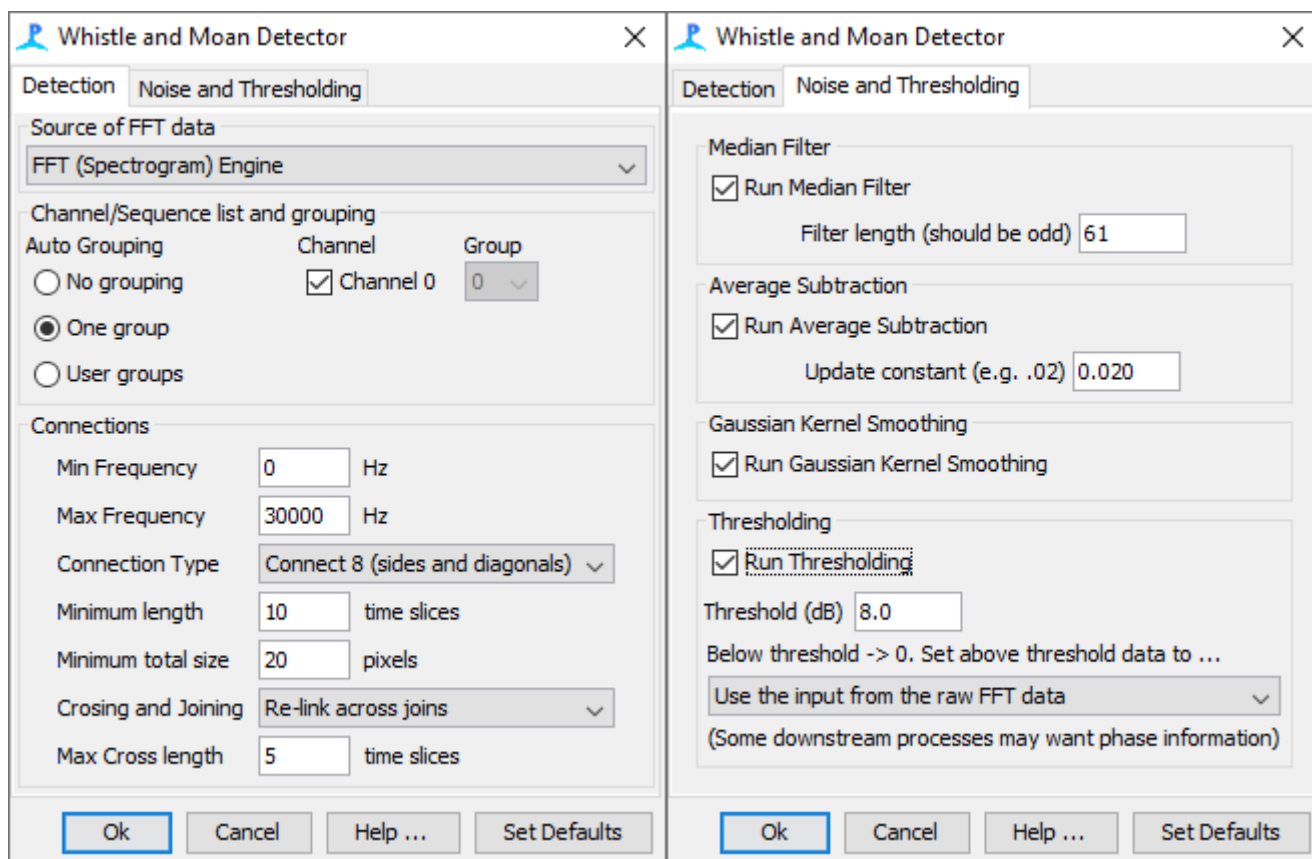 Whistle and Moan Detector
Detection Noise and Thresholding
Source of FFT data
FFT (Spectrogram) Engine
Channel/Sequence list and grouping
Auto Grouping Channel Group
No grouping Channel 0 0
One group
User groups
Connections
Min Frequency 0 Hz
Max Frequency 30000 Hz
Connection Type Connect 8 (sides and diagonals)
Minimum length 10 time slices
Minimum total size 20 pixels
Crosing and Joining Re-link across joins
Max Cross length 5 time slices
Ok Cancel Help ... Set Defaults
Whistle and Moan Detector
Detection Noise and Thresholding
Median Filter
Run Median Filter
Filter length (should be odd) 61
Average Subtraction
Run Average Subtraction
Update constant (e.g. .02) 0.020
Gaussian Kernel Smoothing
Run Gaussian Kernel Smoothing
Thresholding
Run Thresholding
Threshold (dB) 8.0
Below threshold -> 0. Set above threshold data to ...
Use the input from the raw FFT data
(Some downstream processes may want phase information)
Ok Cancel Help ... Set Defaults